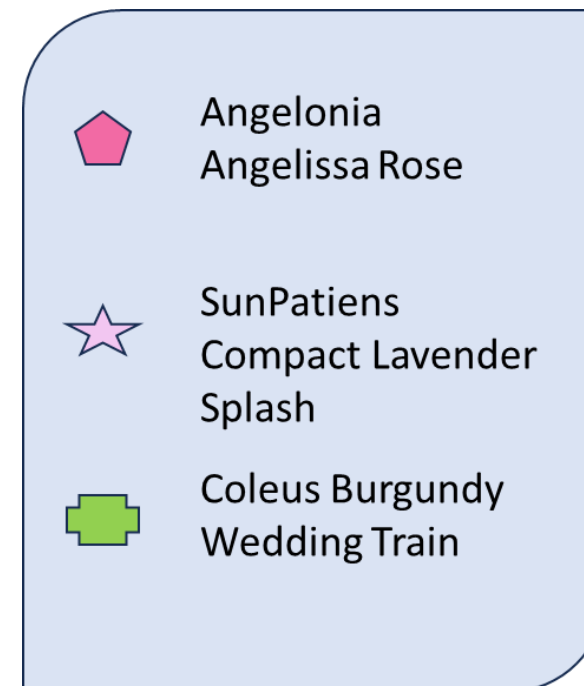 Angelonia
Angelissa Rose
SunPatiens
Compact Lavender
Splash
Coleus Burgundy
Wedding Train